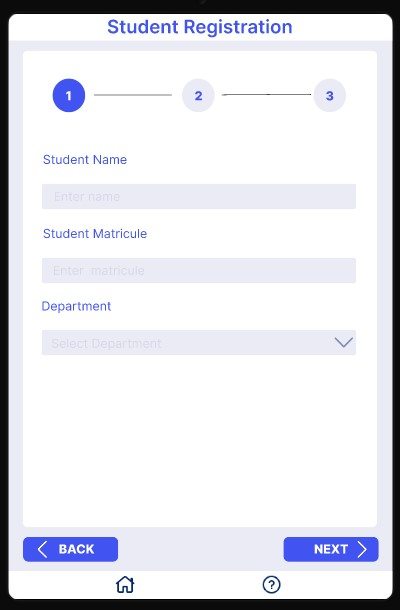 Student Registration
1 2 3
Student Name
Enter name
Student Matricule
Enter matricule
Department
Select Department
BACK NEXT
?